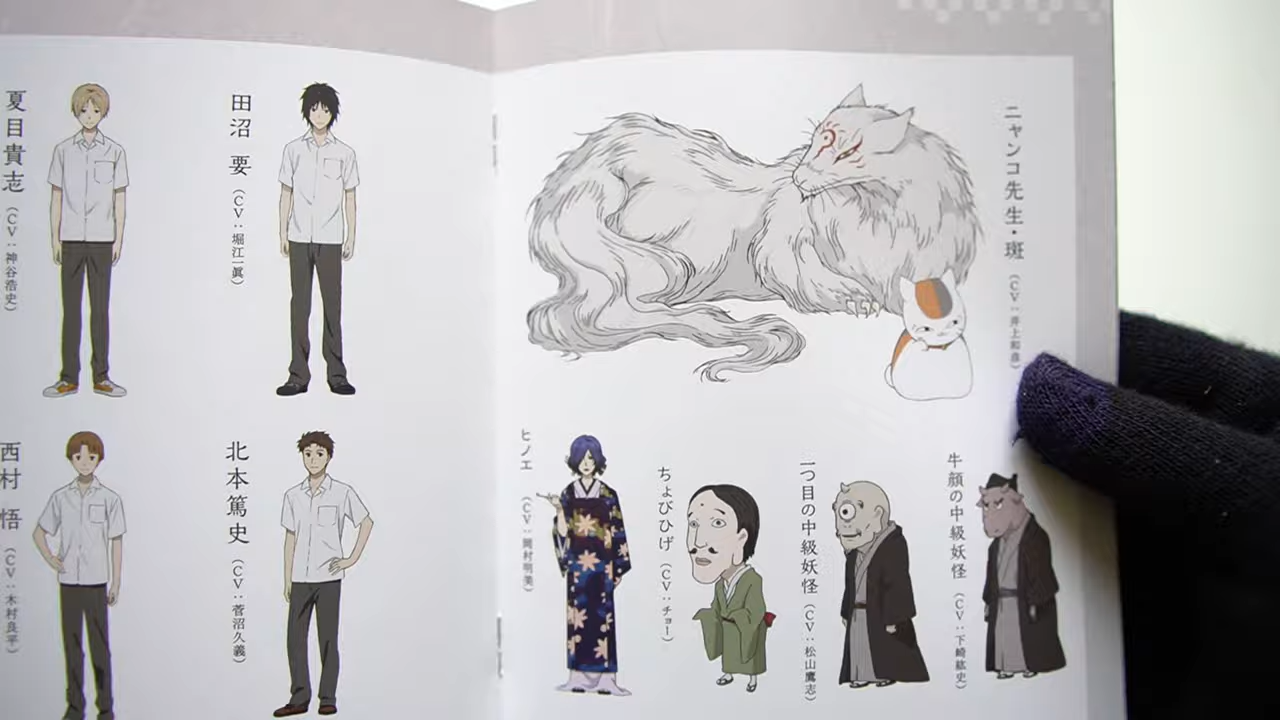 夏目貴志(CV:神谷浩史)
田沼 要(CV:堀江一眞)
西村 悟(CV:木村良平)
北本篤史(CV:菅沼久義)
ニャンコ先生・斑(CV:井上和彦)
ヒノエ(CV:岡村明美)
ちょびひげ(CV:チョー)
一つ目の中級妖怪(CV:松山鷹志)
牛顔の中級妖怪(CV:下崎紘史)